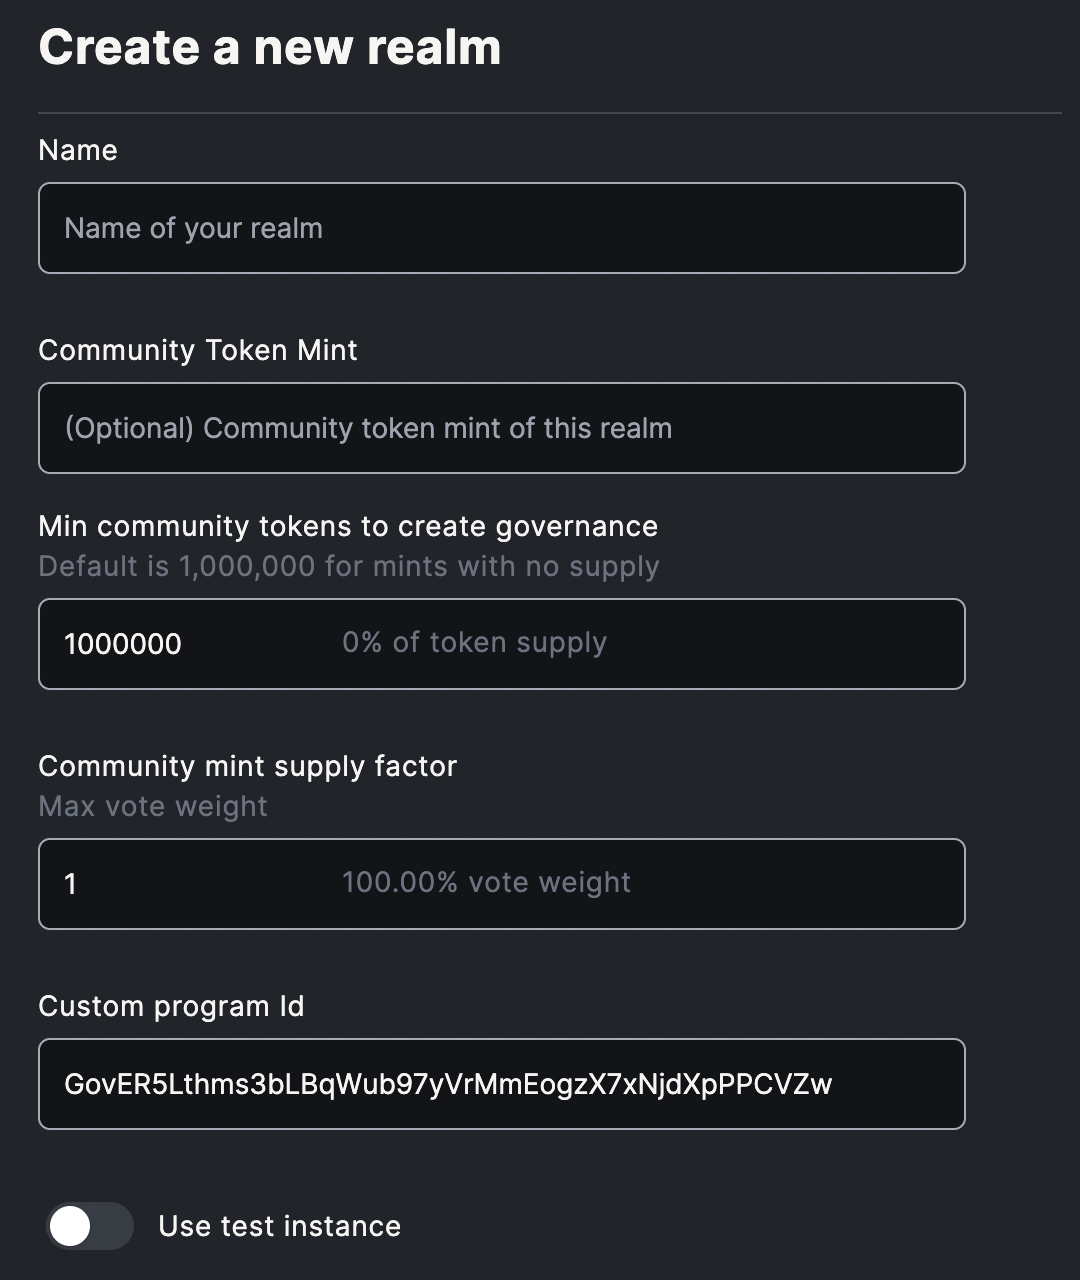 Create a new realm
Name
Name of your realm
Community Token Mint
(Optional) Community token mint of this realm
Min community tokens to create governance
Default is 1,000,000 for mints with no supply
1000000 0% of token supply
Community mint supply factor
Max vote weight
1 100.00% vote weight
Custom program Id
GovER5Lthms3bLBqWub97yVrMmEogzX7xNjdXpPPCVZw
Use test instance